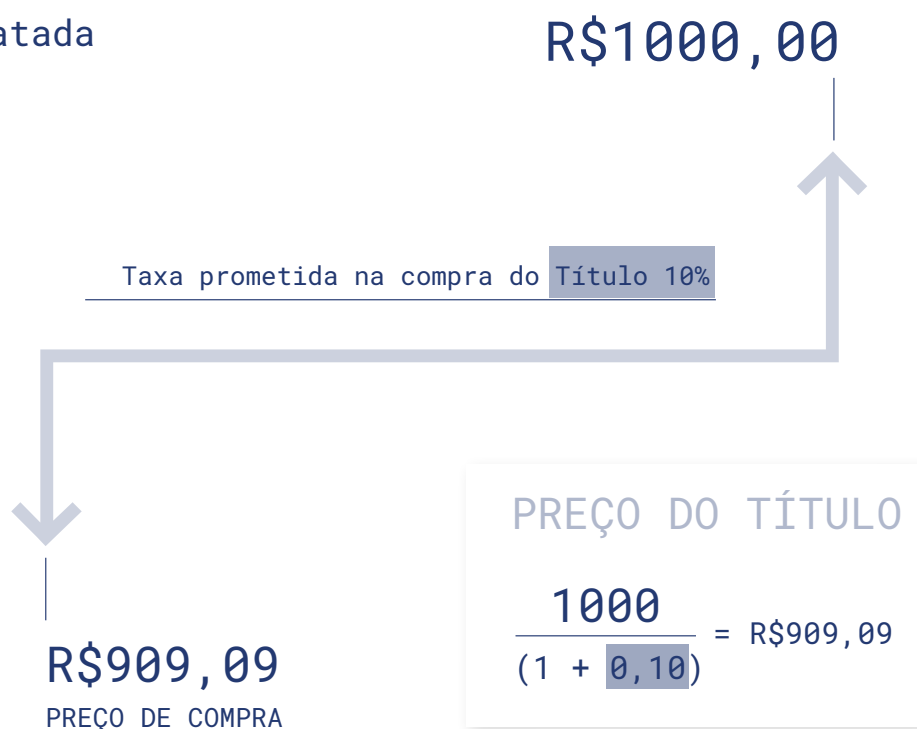 R$1000,00
Taxa prometida na compra do Título 10%
PREÇO DO TÍTULO
1000
(1 + 0,10)
= R$909,09
R$909,09
PREÇO DE COMPRA